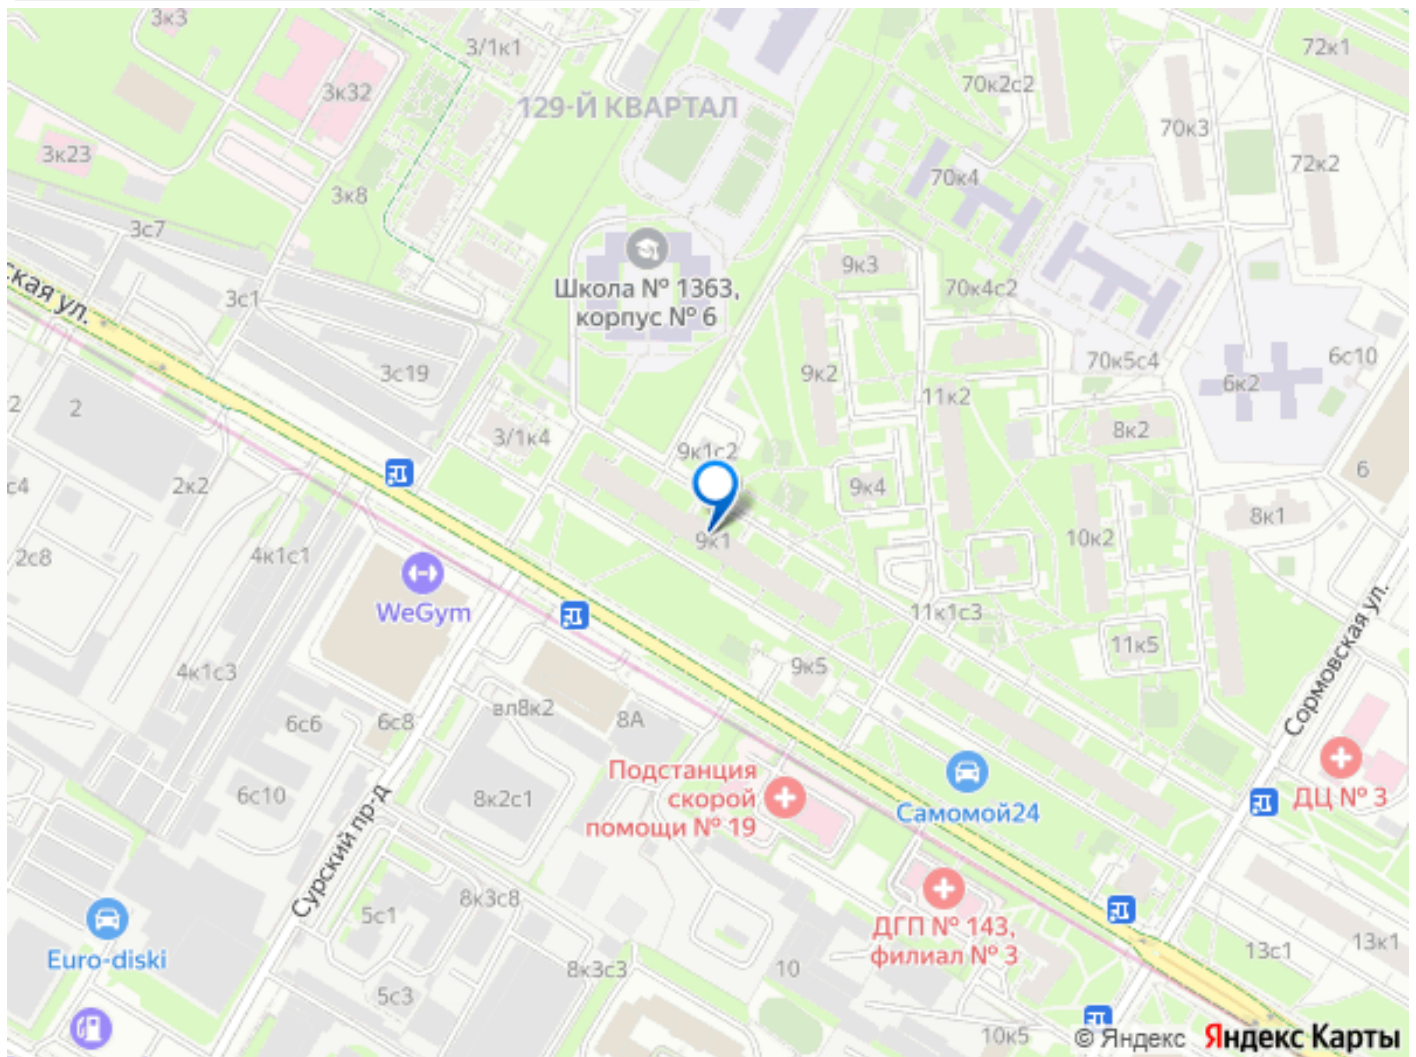 3к3
3/1к1
72к1
3к32
129-Й КВАРТАЛ
70к2с2
70к3
3к23
72к2
3к8
70к4
3с7
9к3
ская ул.
3с1
Школа № 1363,
корпус № 6
70к4с2
3с19
9к2
70к5с4
6с10
6к2
11к2
2
2
3/1к4
9к1с2
8к2
с4
2к2
9к4
6
8к1
2с8
4к1с1
9к1
10к2
WeGym
11к1с3
4к1с3
9к5
11к5
Сормовская ул.
6с6
6с8
вл8к2
8А
Подстанция
скорой
помощи № 19
Самомой24
ДЦ № 3
6с10
8к2с1
Сурский пр-д
5с1
8к3с8
ДГП № 143,
филиал № 3
Euro-diski
8к3с3
10
13с1
13к1
5с3
10к5
© Яндекс Яндекс Карты